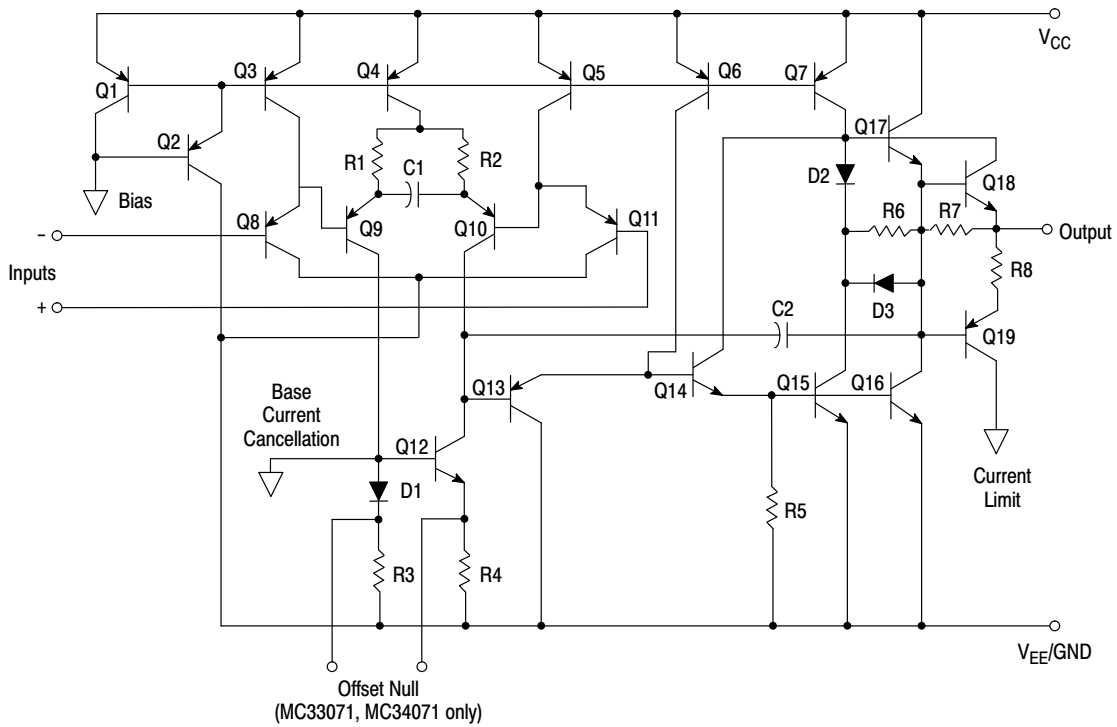 VCC
Q1
Q3
Q4
Q5
Q6
Q7
Q2
Q17
Bias
R1
C1
R2
D2
Q18
Q8
Q9
Q10
Q11
R6
R7
Output
−
Inputs
+
R8
D3
C2
Q19
Q13
Q14
Q15
Q16
Base
Current
Cancellation
Q12
D1
Current
Limit
R5
R3
R4
VEE/GND
Offset Null
(MC33071, MC34071 only)